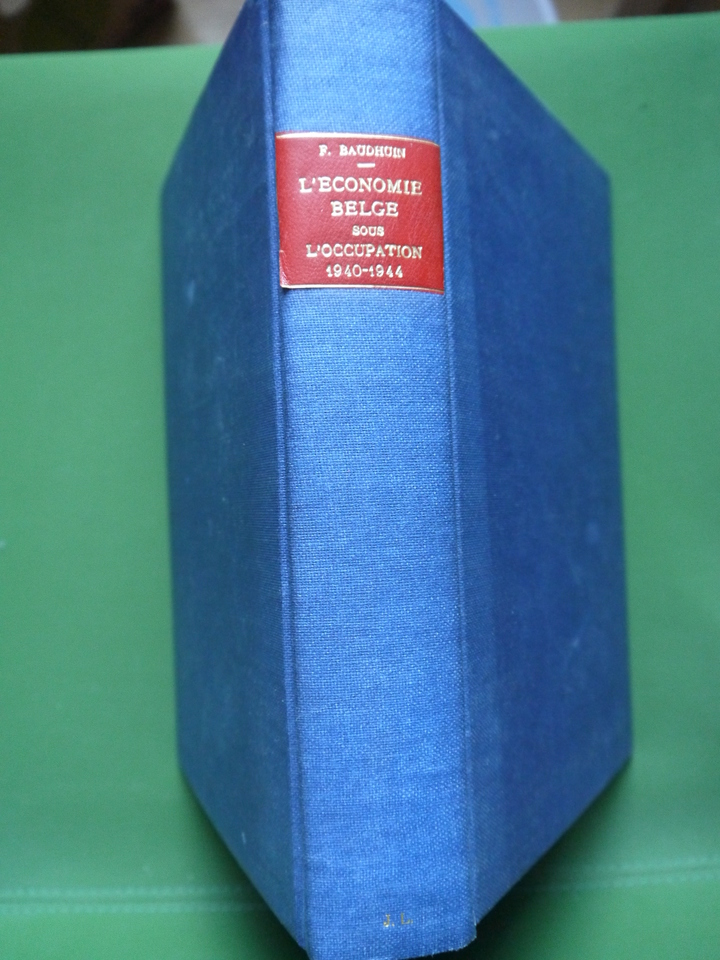 F. BAUDHUIN
L'ECONOMIE
BELGE
SOUS
L'OCCUPATION
1940-1944
J. L.